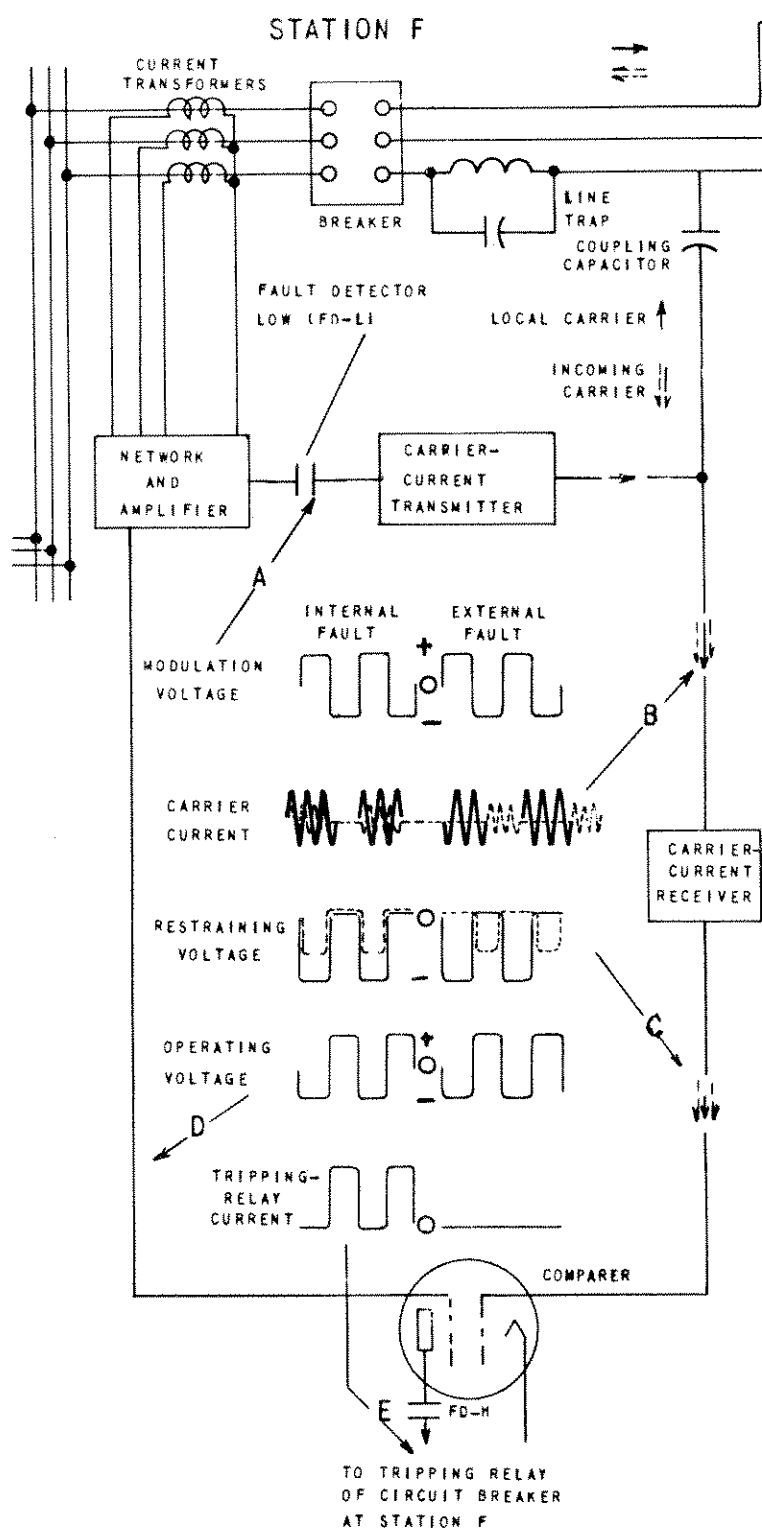 STATION F
CURRENT
TRANSFORMERS
BREAKER
LINE
TRAP
COUPLING
CAPACITOR
FAULT DETECTOR
LOW (FD-L)
LOCAL CARRIER
INCOMING
CARRIER
NETWORK
AND
AMPLIFIER
CARRIER-
CURRENT
TRANSMITTER
A
INTERNAL
FAULT
EXTERNAL
FAULT
+
O
−
MODULATION
VOLTAGE
B
CARRIER
CURRENT
CARRIER-
CURRENT
RECEIVER
RESTRAINING
VOLTAGE
O
−
C
OPERATING
VOLTAGE
+
O
−
D
TRIPPING-
RELAY
CURRENT
O
COMPARER
E
FD-H
TO TRIPPING RELAY
OF CIRCUIT BREAKER
AT STATION F